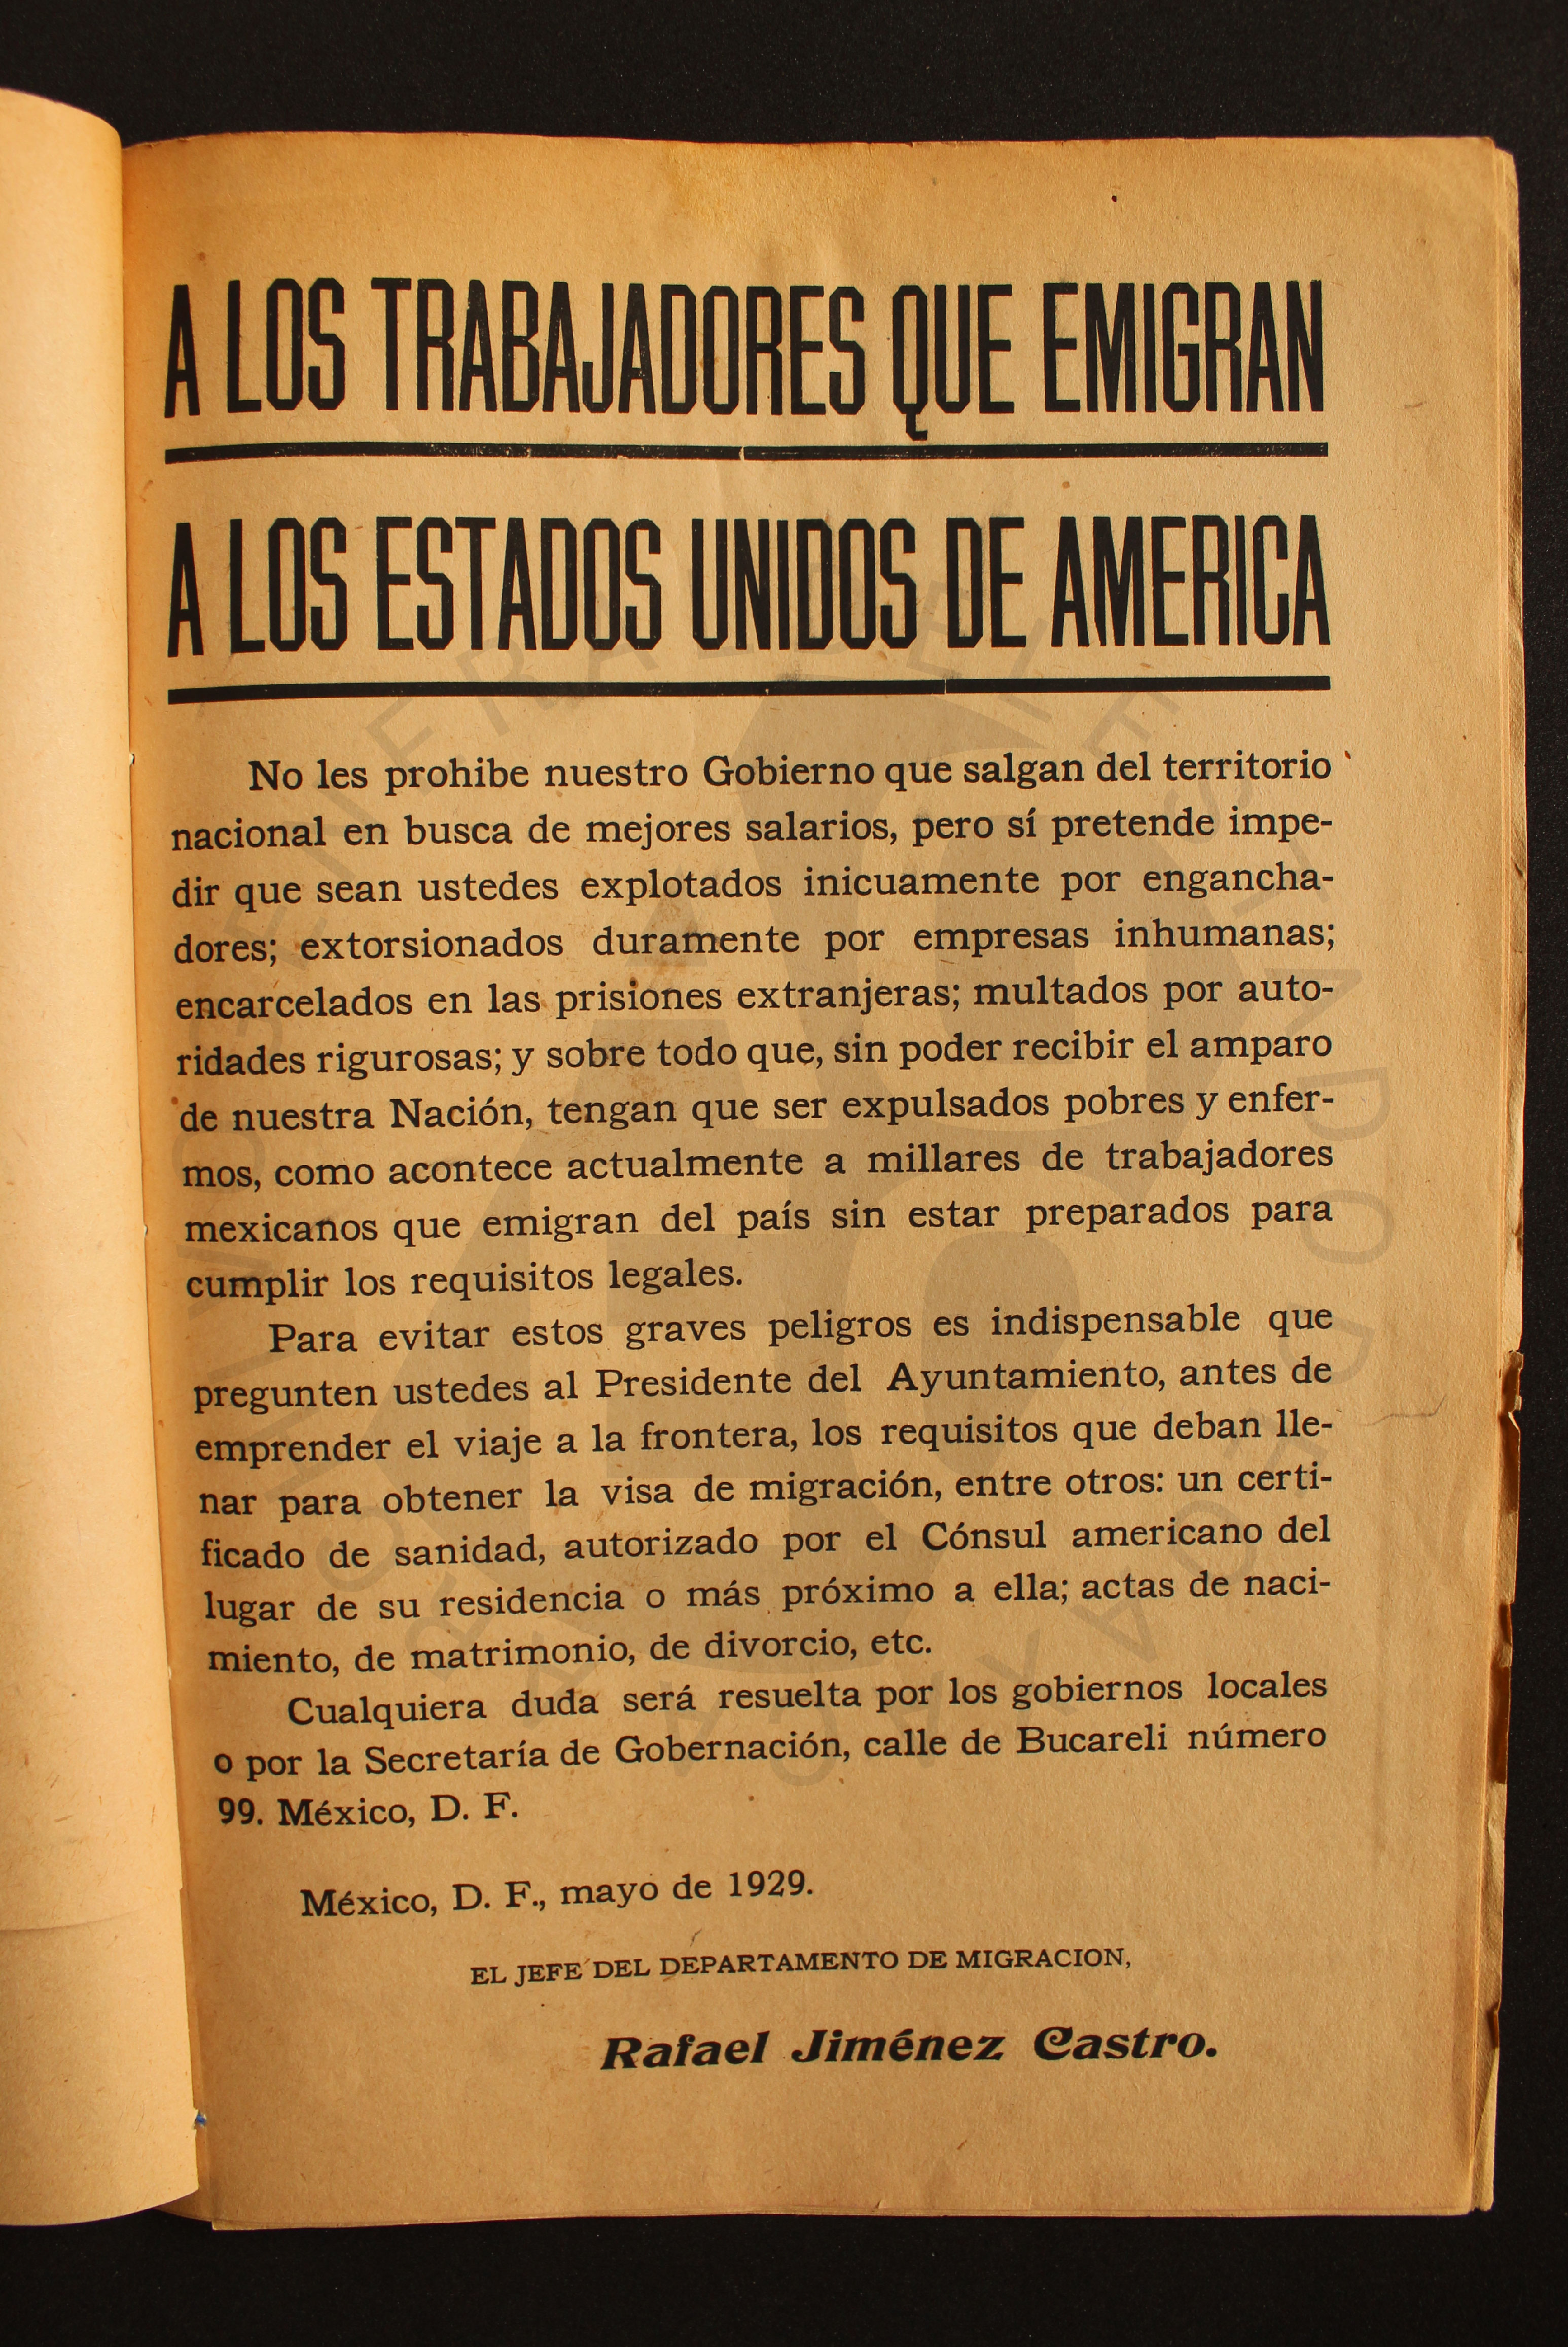 A LOS TRABAJADORES QUE EMIGRAN
A LOS ESTADOS UNIDOS DE AMERICA
No les prohibe nuestro Gobierno que salgan del territorio
nacional en busca de mejores salarios, pero sí pretende impe-
dir que sean ustedes explotados inicuamente por engancha-
dores; extorsionados duramente por empresas inhumanas;
encarcelados en las prisiones extranjeras; multados por auto-
ridades rigurosas; y sobre todo que, sin poder recibir el amparo
de nuestra Nación, tengan que ser expulsados pobres y enfer-
mos, como acontece actualmente a millares de trabajadores
mexicanos que emigran del país sin estar preparados para
cumplir los requisitos legales.
Para evitar estos graves peligros es indispensable que
pregunten ustedes al Presidente del Ayuntamiento, antes de
emprender el viaje a la frontera, los requisitos que deban lle-
nar para obtener la visa de migración, entre otros: un certi-
ficado de sanidad, autorizado por el Cónsul americano del
lugar de su residencia o más próximo a ella; actas de naci-
miento, de matrimonio, de divorcio, etc.
Cualquiera duda será resuelta por los gobiernos locales
o por la Secretaría de Gobernación, calle de Bucareli número
99. México, D. F.
México, D. F., mayo de 1929.
EL JEFE DEL DEPARTAMENTO DE MIGRACION,
Rafael Jiménez Castro.